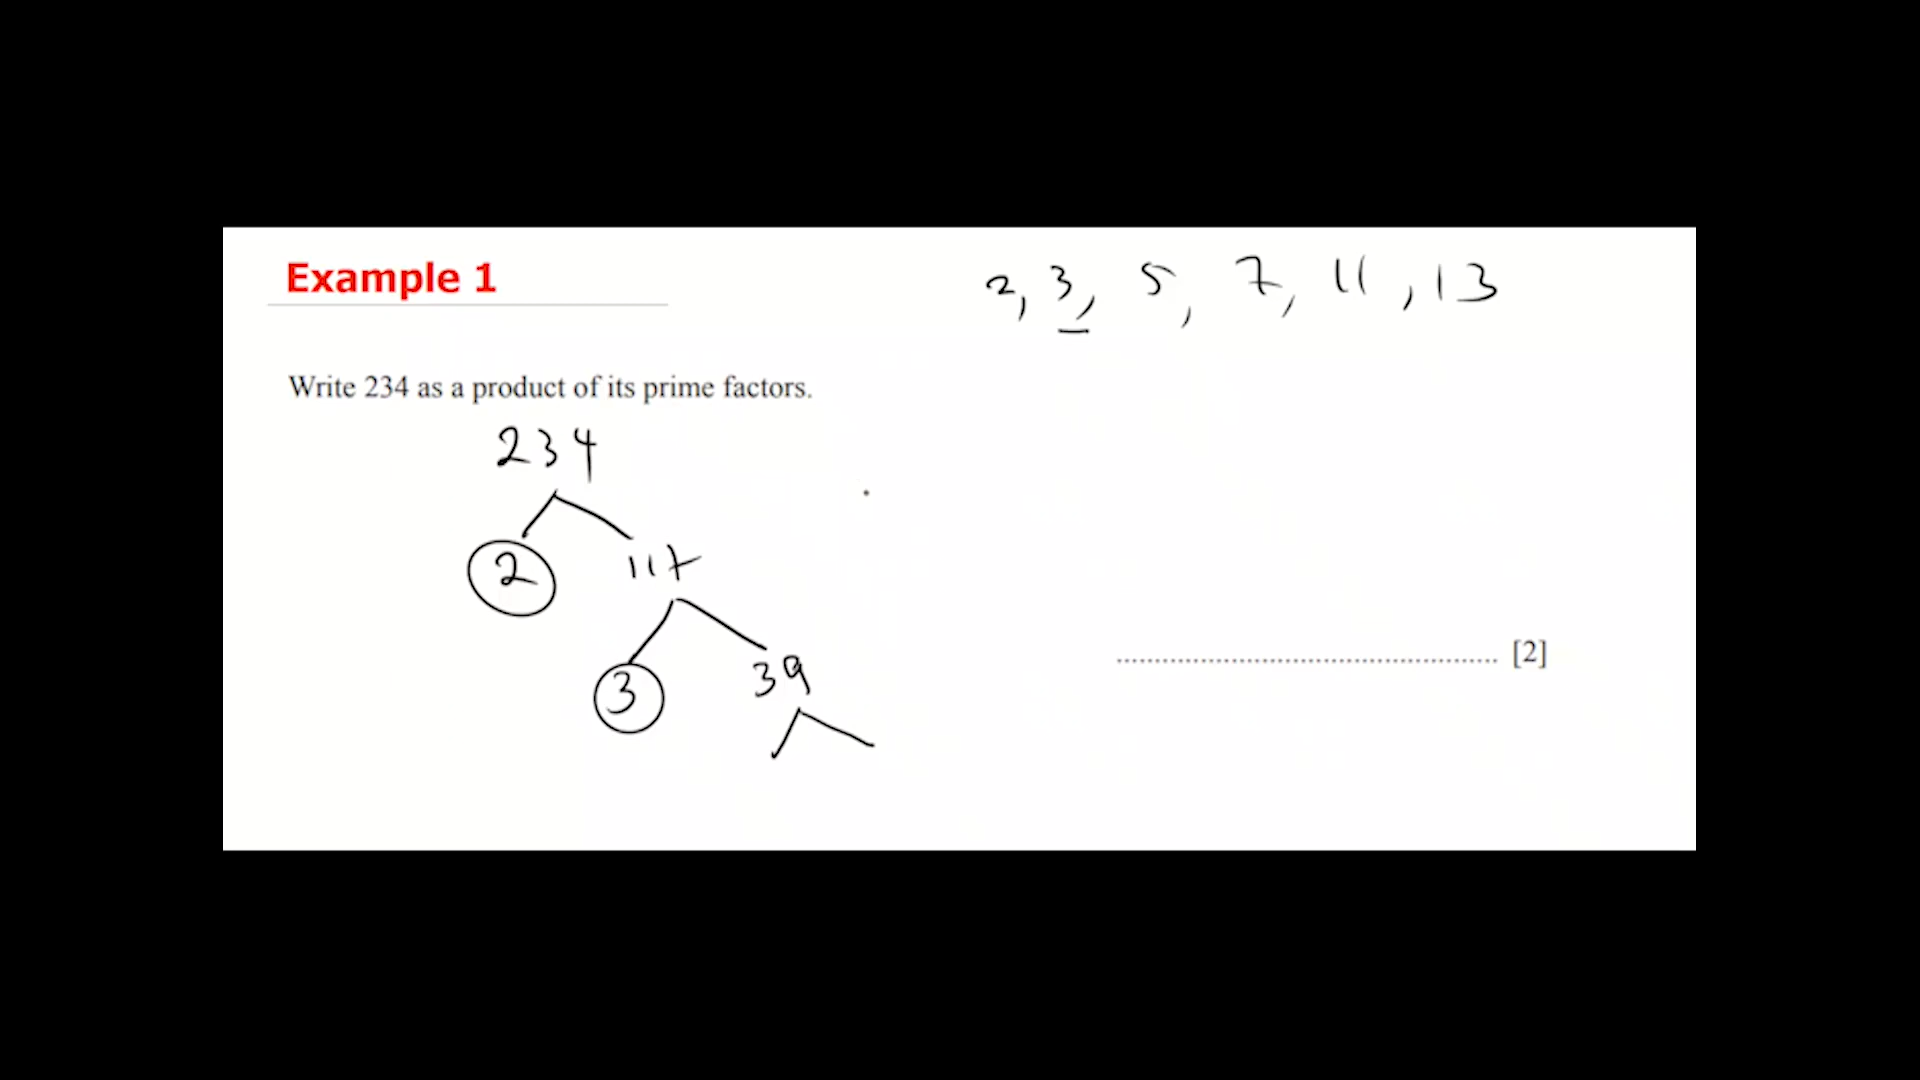 Example 1
2, 3, 5, 7, 11, 13
Write 234 as a product of its prime factors.
234
2 117
3 39
[2]